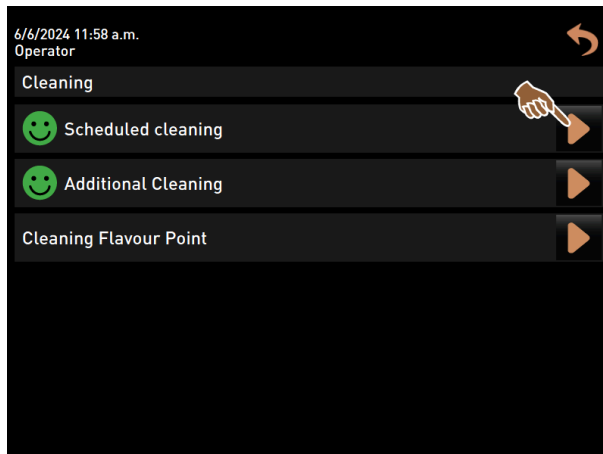 6/6/2024 11:58 a.m.
Operator
Cleaning
Scheduled cleaning
Additional Cleaning
Cleaning Flavour Point